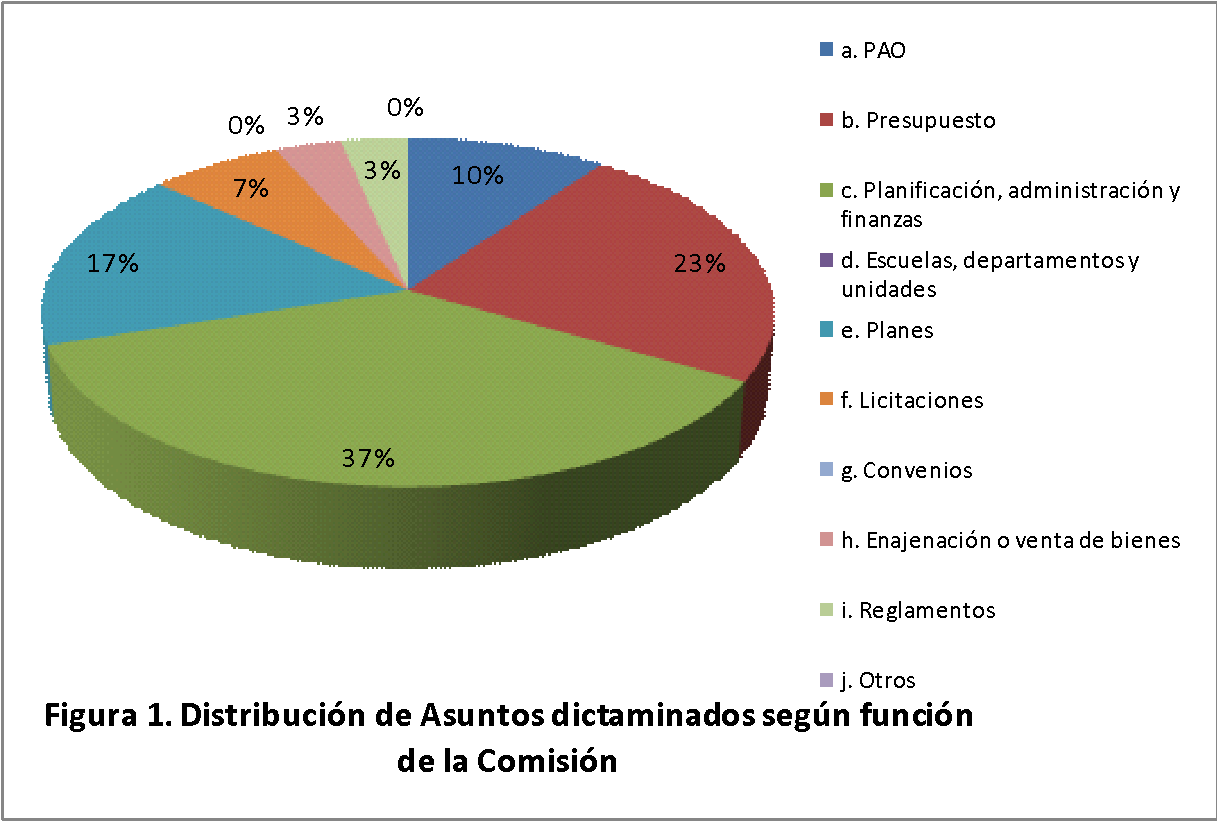 0%
3%
0%
3%
10%
7%
23%
17%
37%
a. PAO
b. Presupuesto
c. Planificación, administración y
finanzas
d. Escuelas, departamentos y
unidades
e. Planes
f. Licitaciones
g. Convenios
h. Enajenación o venta de bienes
i. Reglamentos
j. Otros
Figura 1. Distribución de Asuntos dictaminados según función
de la Comisión